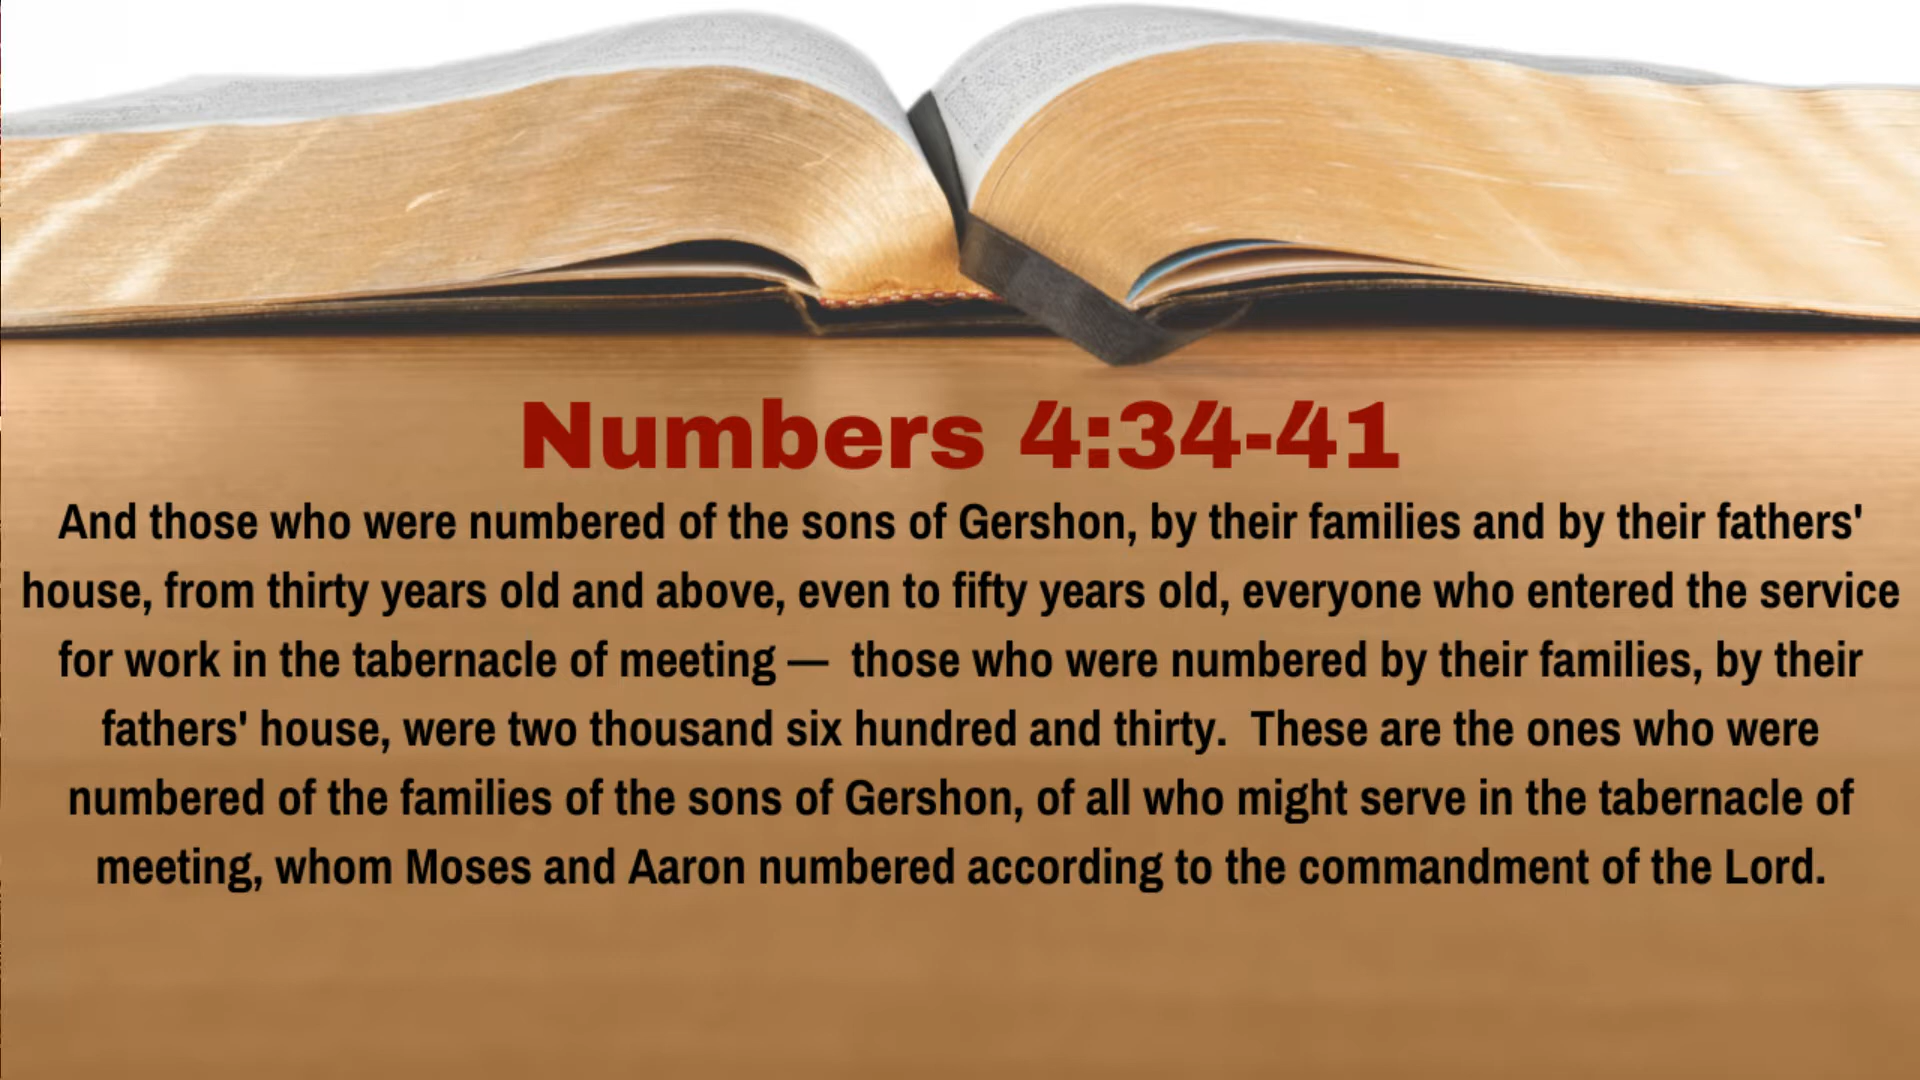 Numbers 4:34-41
And those who were numbered of the sons of Gershon, by their families and by their fathers'
house, from thirty years old and above, even to fifty years old, everyone who entered the service
for work in the tabernacle of meeting —  those who were numbered by their families, by their
fathers' house, were two thousand six hundred and thirty.  These are the ones who were
numbered of the families of the sons of Gershon, of all who might serve in the tabernacle of
meeting, whom Moses and Aaron numbered according to the commandment of the Lord.